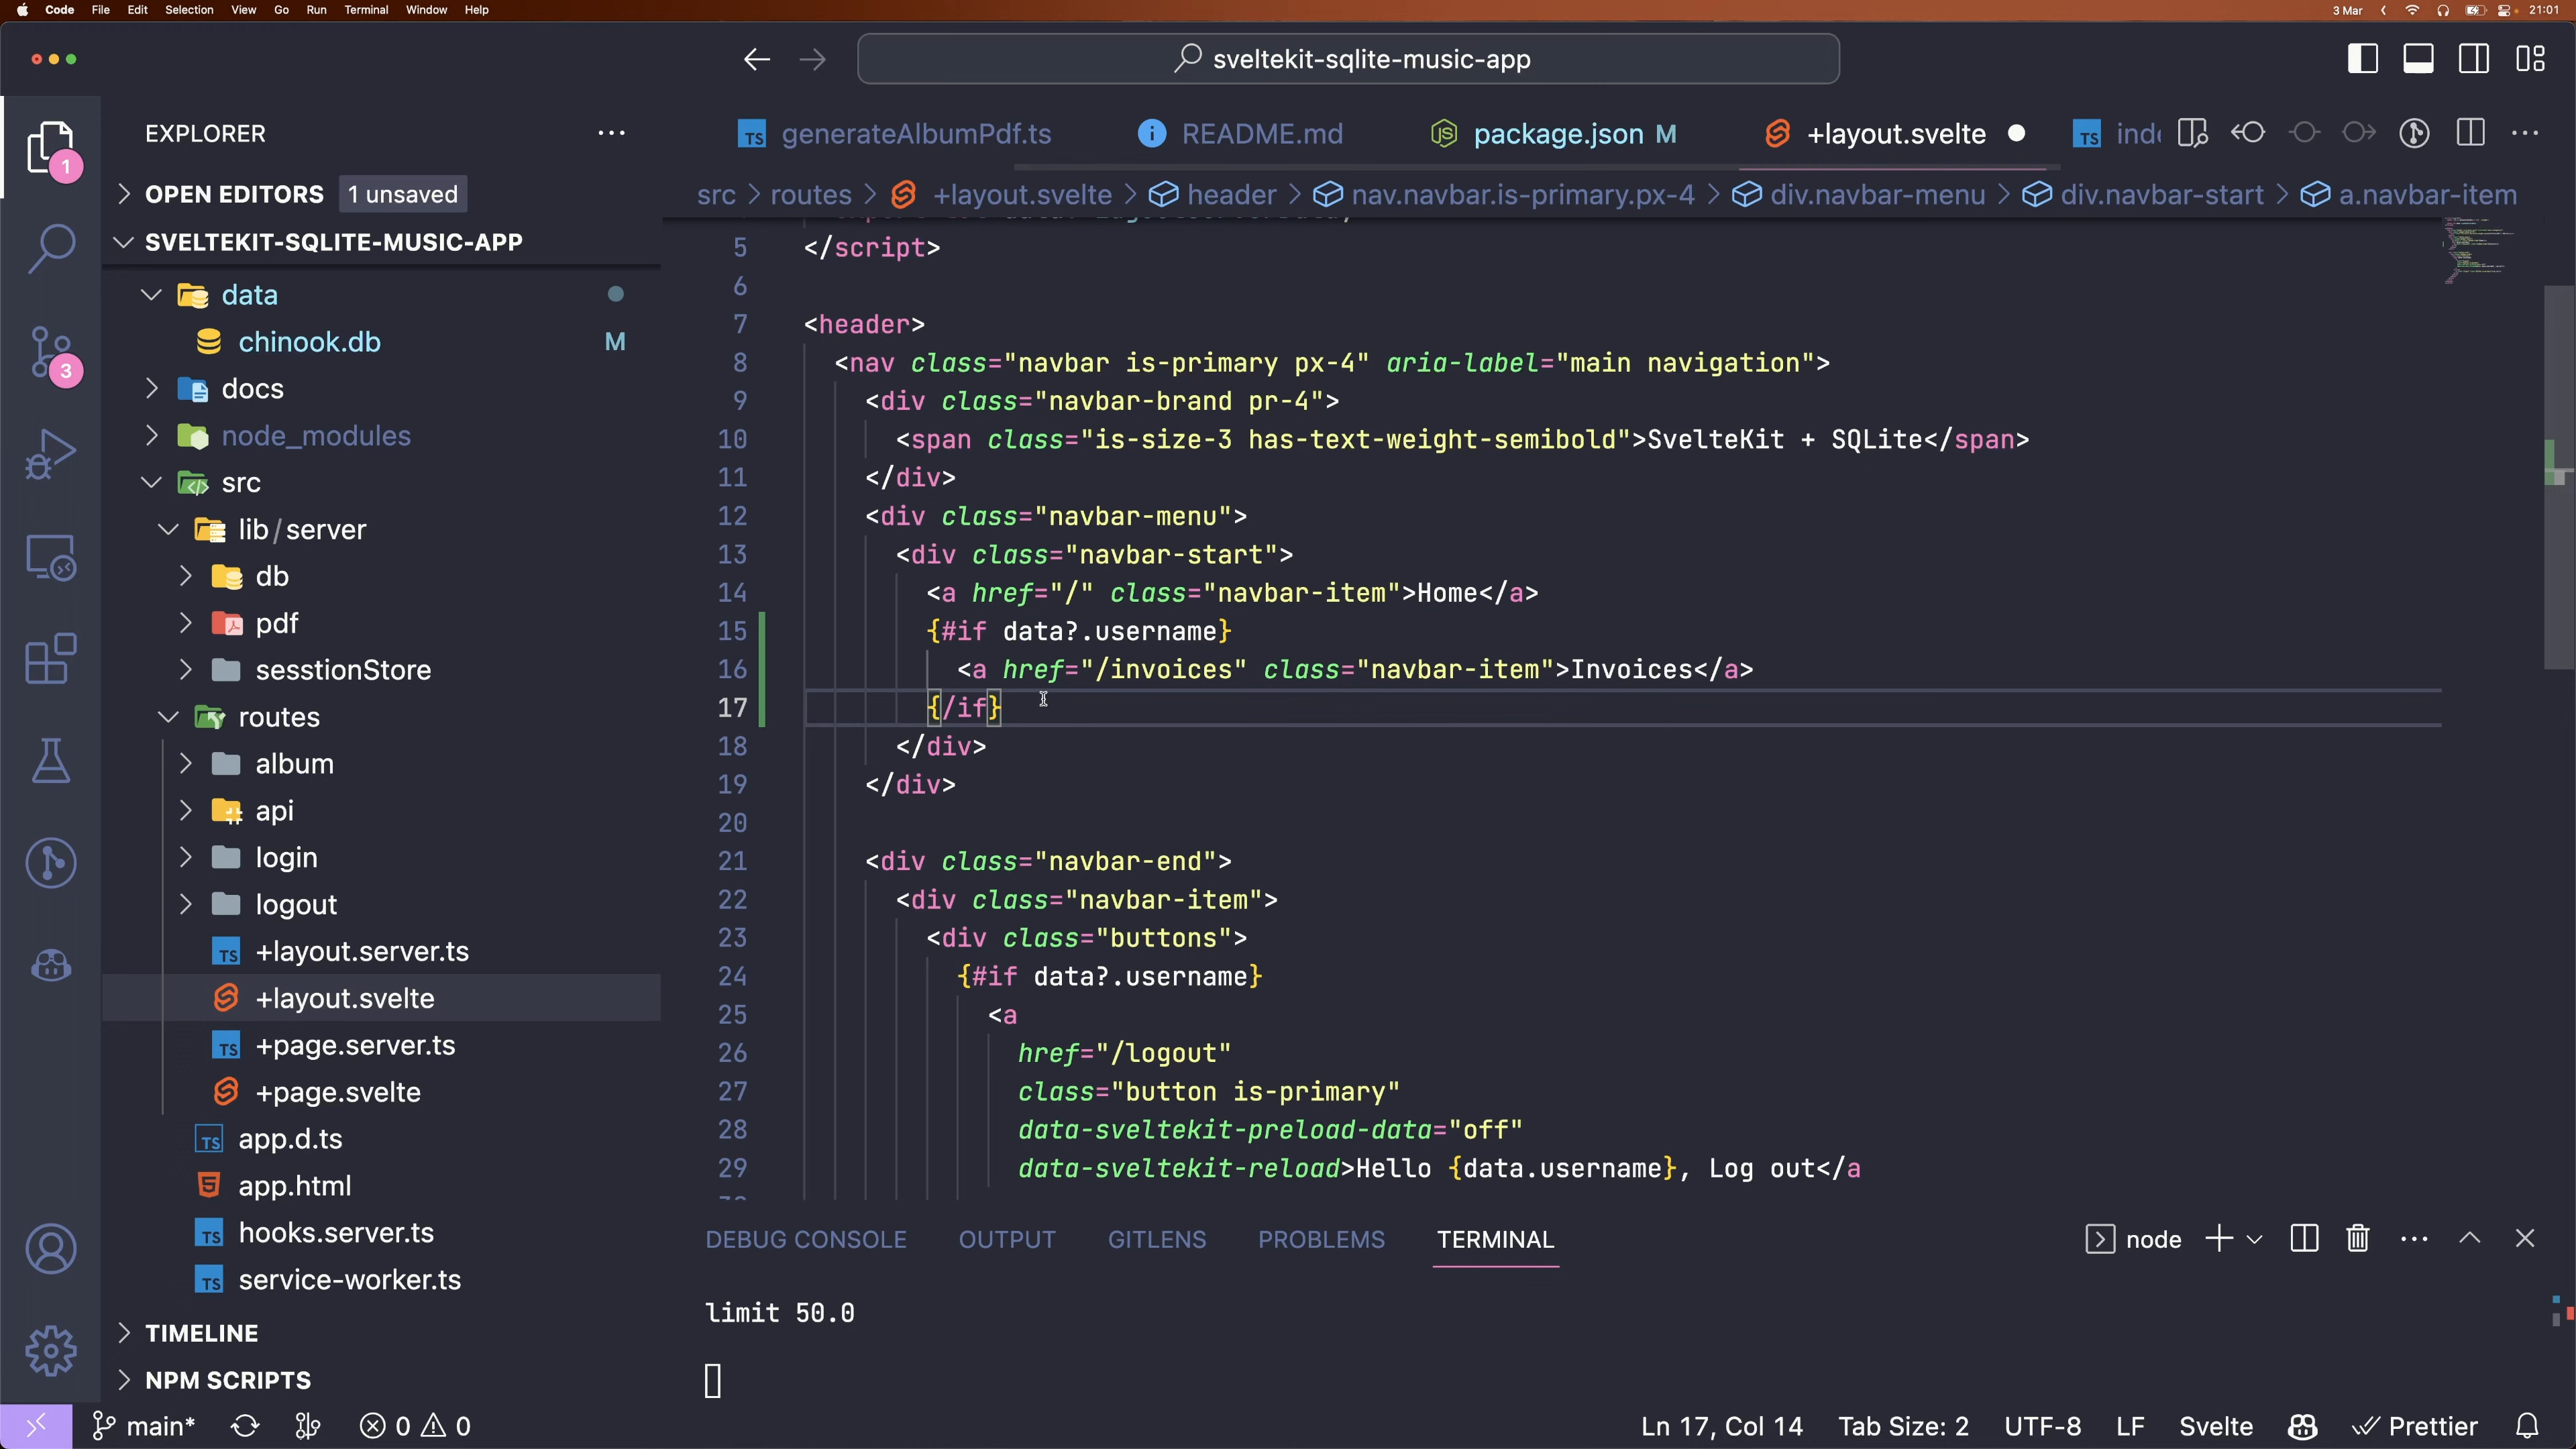 Code File Edit Selection View Go Run Terminal Window Help 3 Mar 21:01
sveltekit-sqlite-music-app
EXPLORER
OPEN EDITORS 1 unsaved
SVELTEKIT-SQLITE-MUSIC-APP
data
chinook.db M
docs
node_modules
src
lib/server
db
pdf
sesstionStore
routes
album
api
login
logout
+layout.server.ts
+layout.svelte
+page.server.ts
+page.svelte
app.d.ts
app.html
hooks.server.ts
service-worker.ts
TIMELINE
NPM SCRIPTS
1
3
generateAlbumPdf.ts README.md package.json M +layout.svelte
src > routes > +layout.svelte > header > nav.navbar.is-primary.px-4 > div.navbar-menu > div.navbar-start > a.navbar-item
5 </script>
6
7 <header>
8 <nav class="navbar is-primary px-4" aria-label="main navigation">
9 <div class="navbar-brand pr-4">
10 <span class="is-size-3 has-text-weight-semibold">SvelteKit + SQLite</span>
11 </div>
12 <div class="navbar-menu">
13 <div class="navbar-start">
14 <a href="/" class="navbar-item">Home</a>
15 {#if data?.username}
16 <a href="/invoices" class="navbar-item">Invoices</a>
17 {/if}
18 </div>
19 </div>
20
21 <div class="navbar-end">
22 <div class="navbar-item">
23 <div class="buttons">
24 {#if data?.username}
25 <a
26 href="/logout"
27 class="button is-primary"
28 data-sveltekit-preload-data="off"
29 data-sveltekit-reload>Hello {data.username}, Log out</a
DEBUG CONSOLE OUTPUT GITLENS PROBLEMS TERMINAL node
limit 50.0
main* 0 0 Ln 17, Col 14 Tab Size: 2 UTF-8 LF Svelte Prettier